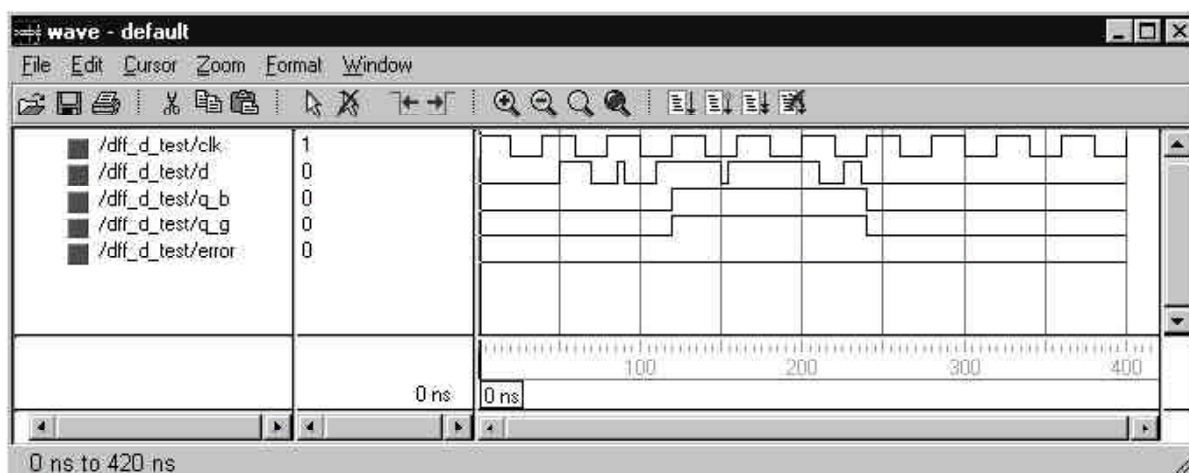 wave - default
File Edit Cursor Zoom Format Window
/dff_d_test/clk 1
/dff_d_test/d 0
/dff_d_test/q_b 0
/dff_d_test/q_g 0
/dff_d_test/error 0
100 200 300 400
0 ns 0 ns
0 ns to 420 ns